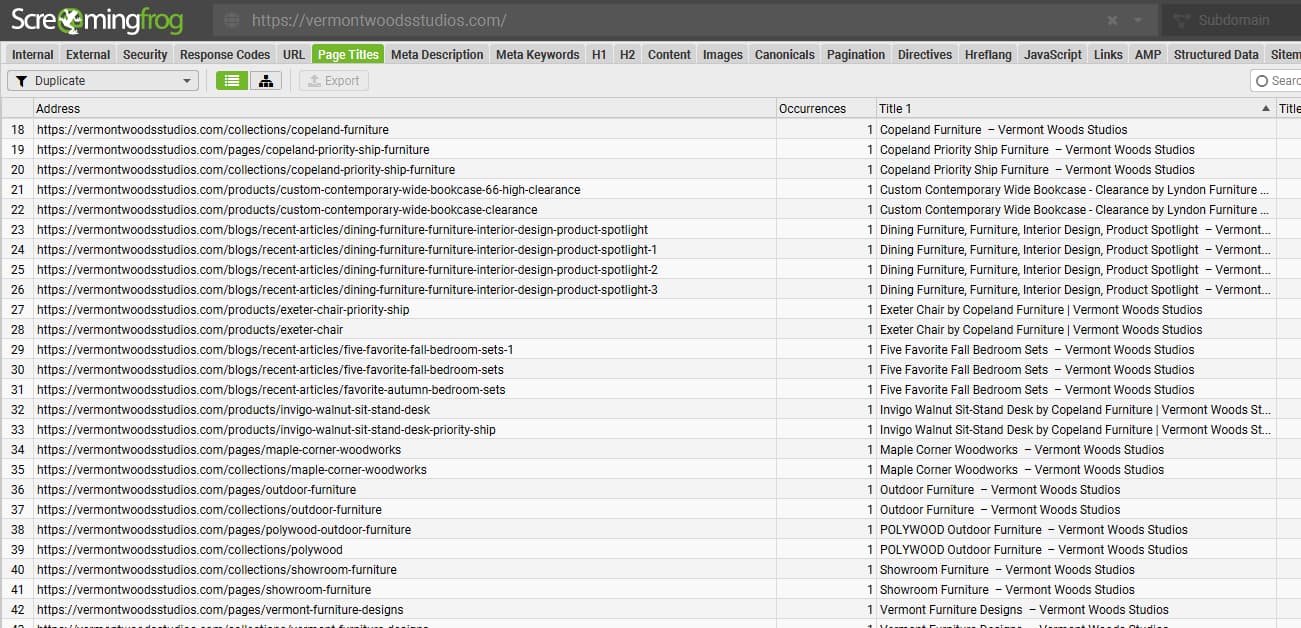 Screamingfrog https://vermontwoodsstudios.com/ Subdomain
Internal External Security Response Codes URL Page Titles Meta Description Meta Keywords H1 H2 Content Images Canonicals Pagination Directives Hreflang JavaScript Links AMP Structured Data Sitem
Duplicate Export Searc
Address Occurrences Title 1 Title
18 https://vermontwoodsstudios.com/collections/copeland-furniture 1 Copeland Furniture – Vermont Woods Studios
19 https://vermontwoodsstudios.com/pages/copeland-priority-ship-furniture 1 Copeland Priority Ship Furniture – Vermont Woods Studios
20 https://vermontwoodsstudios.com/collections/copeland-priority-ship-furniture 1 Copeland Priority Ship Furniture – Vermont Woods Studios
21 https://vermontwoodsstudios.com/products/custom-contemporary-wide-bookcase-66-high-clearance 1 Custom Contemporary Wide Bookcase - Clearance by Lyndon Furniture ...
22 https://vermontwoodsstudios.com/products/custom-contemporary-wide-bookcase-clearance 1 Custom Contemporary Wide Bookcase - Clearance by Lyndon Furniture ...
23 https://vermontwoodsstudios.com/blogs/recent-articles/dining-furniture-furniture-interior-design-product-spotlight 1 Dining Furniture, Furniture, Interior Design, Product Spotlight – Vermont...
24 https://vermontwoodsstudios.com/blogs/recent-articles/dining-furniture-furniture-interior-design-product-spotlight-1 1 Dining Furniture, Furniture, Interior Design, Product Spotlight – Vermont...
25 https://vermontwoodsstudios.com/blogs/recent-articles/dining-furniture-furniture-interior-design-product-spotlight-2 1 Dining Furniture, Furniture, Interior Design, Product Spotlight – Vermont...
26 https://vermontwoodsstudios.com/blogs/recent-articles/dining-furniture-furniture-interior-design-product-spotlight-3 1 Dining Furniture, Furniture, Interior Design, Product Spotlight – Vermont...
27 https://vermontwoodsstudios.com/products/exeter-chair-priority-ship 1 Exeter Chair by Copeland Furniture | Vermont Woods Studios
28 https://vermontwoodsstudios.com/products/exeter-chair 1 Exeter Chair by Copeland Furniture | Vermont Woods Studios
29 https://vermontwoodsstudios.com/blogs/recent-articles/five-favorite-fall-bedroom-sets-1 1 Five Favorite Fall Bedroom Sets – Vermont Woods Studios
30 https://vermontwoodsstudios.com/blogs/recent-articles/five-favorite-fall-bedroom-sets 1 Five Favorite Fall Bedroom Sets – Vermont Woods Studios
31 https://vermontwoodsstudios.com/blogs/recent-articles/favorite-autumn-bedroom-sets 1 Five Favorite Fall Bedroom Sets – Vermont Woods Studios
32 https://vermontwoodsstudios.com/products/invigo-walnut-sit-stand-desk 1 Invigo Walnut Sit-Stand Desk by Copeland Furniture | Vermont Woods St...
33 https://vermontwoodsstudios.com/products/invigo-walnut-sit-stand-desk-priority-ship 1 Invigo Walnut Sit-Stand Desk by Copeland Furniture | Vermont Woods St...
34 https://vermontwoodsstudios.com/pages/maple-corner-woodworks 1 Maple Corner Woodworks – Vermont Woods Studios
35 https://vermontwoodsstudios.com/collections/maple-corner-woodworks 1 Maple Corner Woodworks – Vermont Woods Studios
36 https://vermontwoodsstudios.com/pages/outdoor-furniture 1 Outdoor Furniture – Vermont Woods Studios
37 https://vermontwoodsstudios.com/collections/outdoor-furniture 1 Outdoor Furniture – Vermont Woods Studios
38 https://vermontwoodsstudios.com/pages/polywood-outdoor-furniture 1 POLYWOOD Outdoor Furniture – Vermont Woods Studios
39 https://vermontwoodsstudios.com/collections/polywood 1 POLYWOOD Outdoor Furniture – Vermont Woods Studios
40 https://vermontwoodsstudios.com/collections/showroom-furniture 1 Showroom Furniture – Vermont Woods Studios
41 https://vermontwoodsstudios.com/pages/showroom-furniture 1 Showroom Furniture – Vermont Woods Studios
42 https://vermontwoodsstudios.com/pages/vermont-furniture-designs 1 Vermont Furniture Designs – Vermont Woods Studios